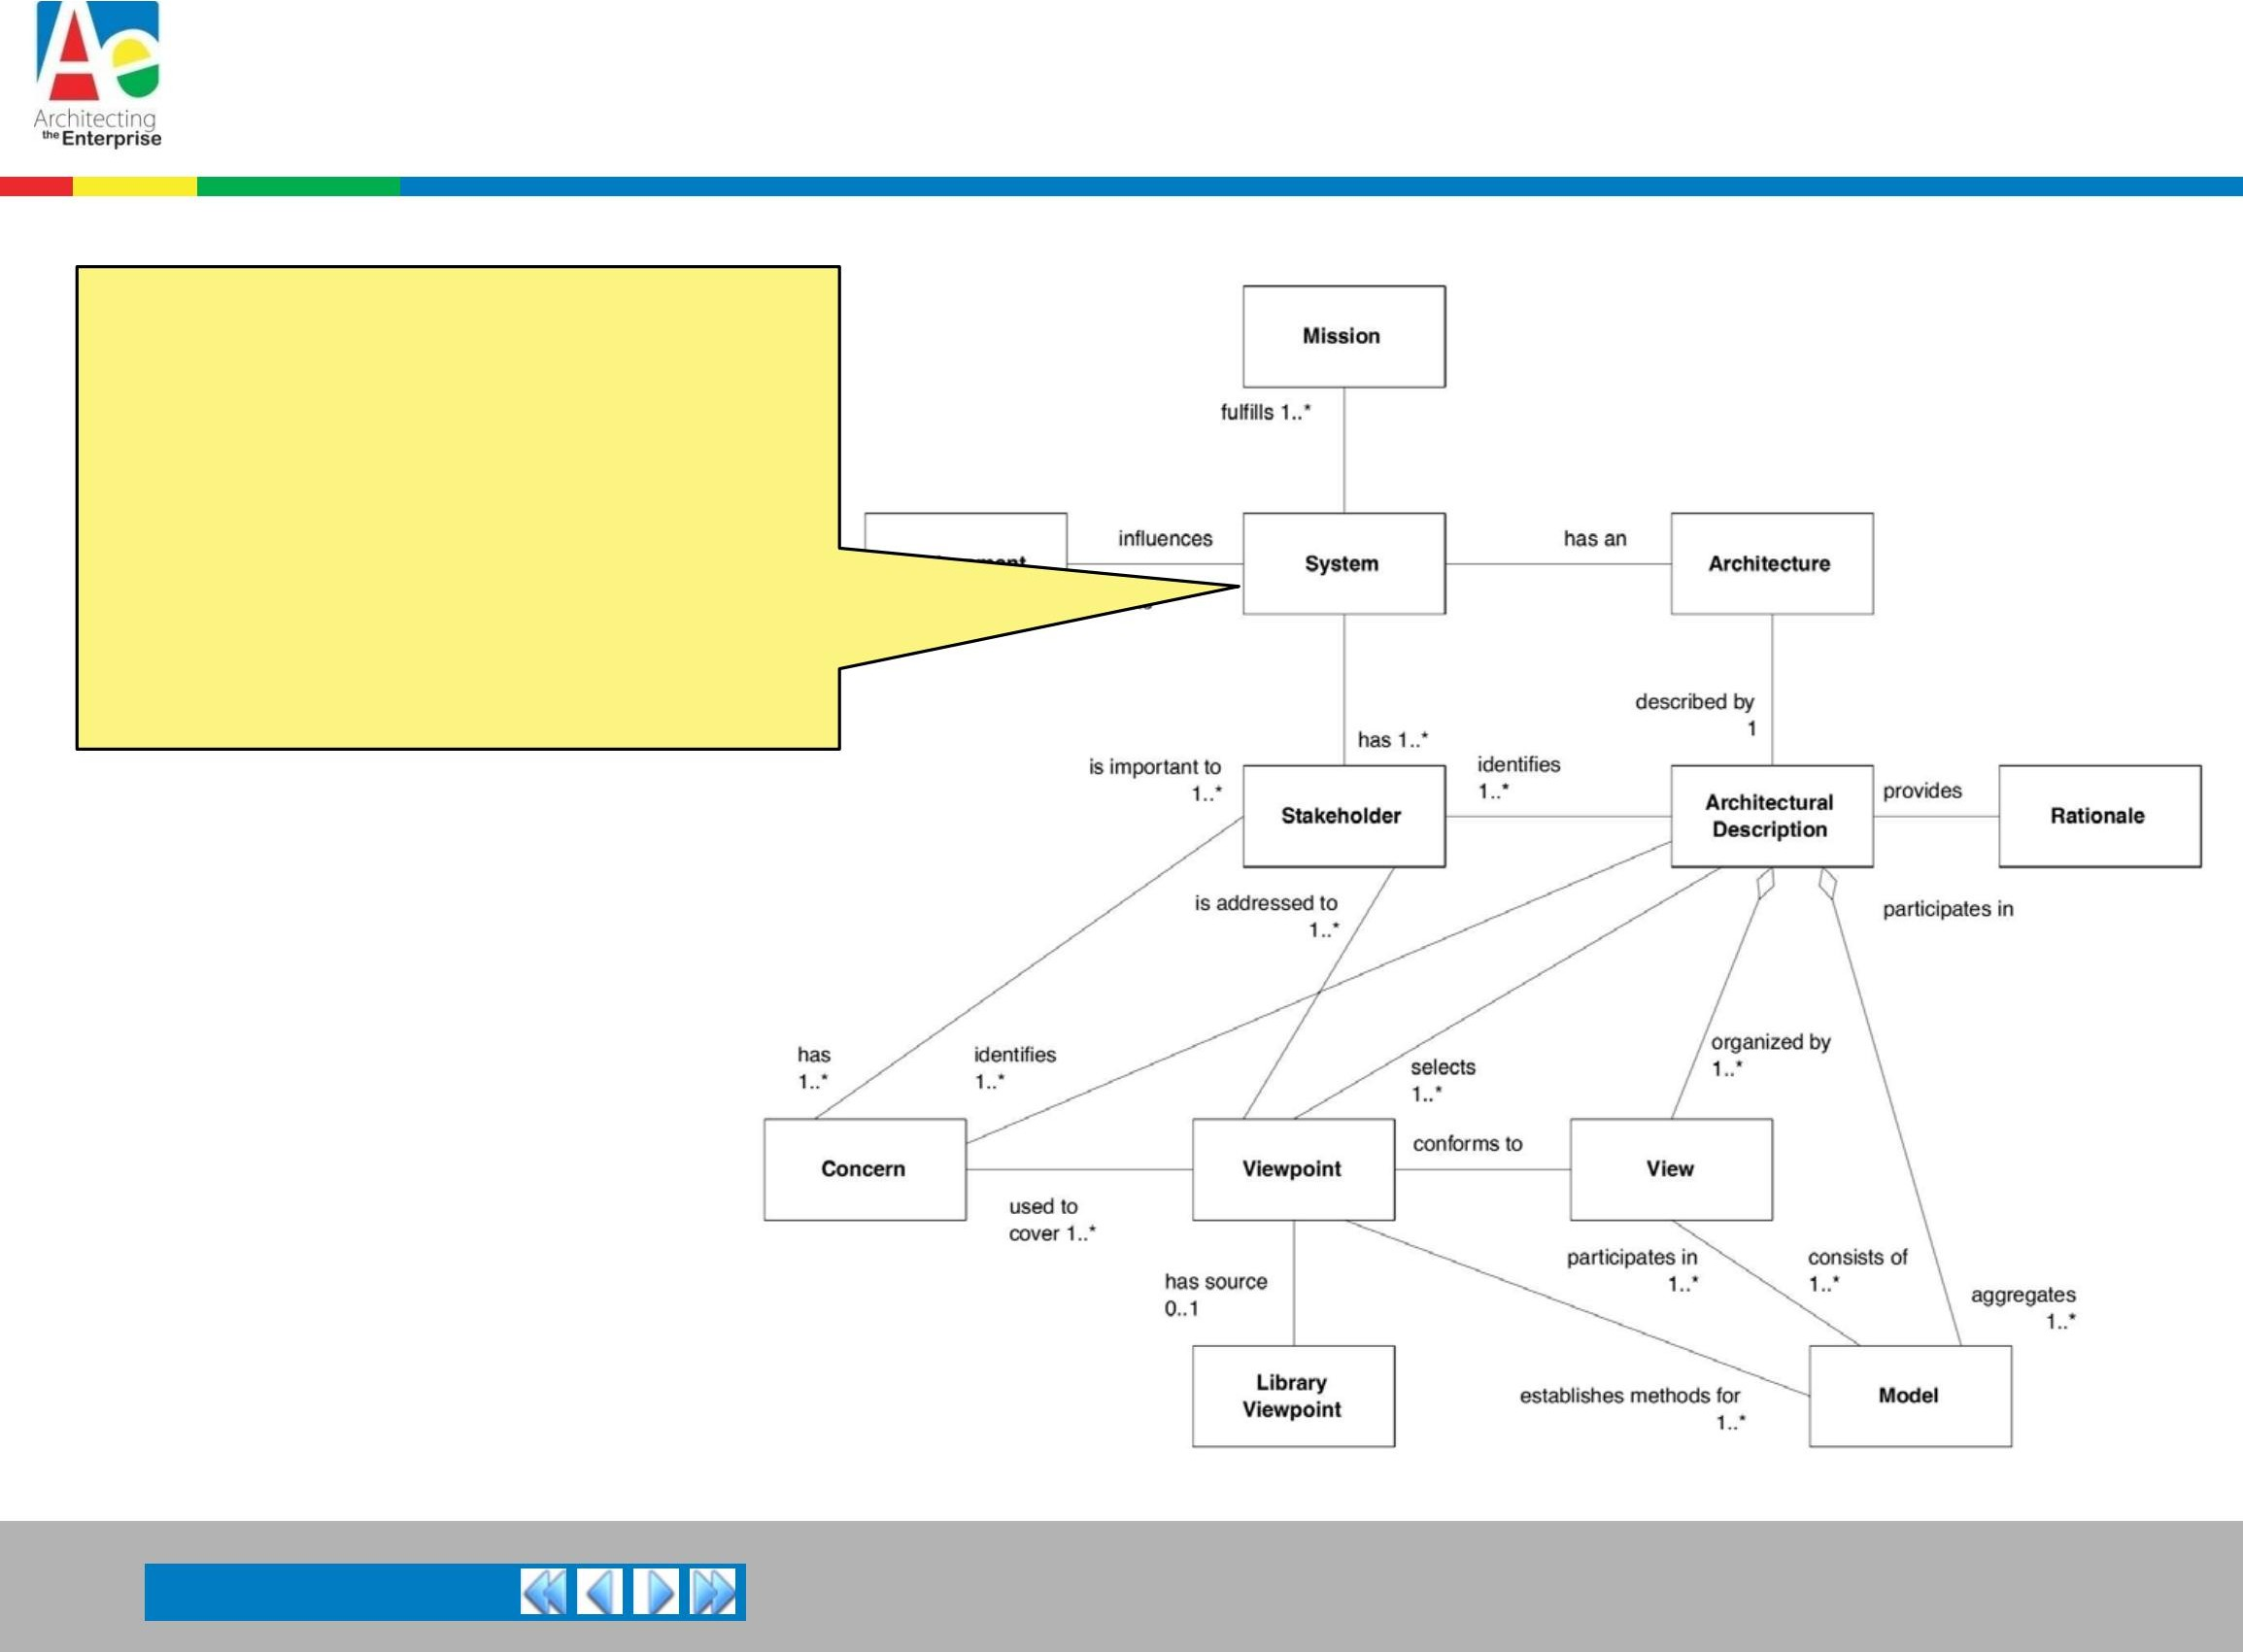 Architecting
the Enterprise
Mission
fulfills 1..*
influences
has an
System
Architecture
described by
1
has 1..*
is important to
1..*
identifies
1..*
provides
Stakeholder
Architectural
Description
Rationale
is addressed to
1..*
participates in
has
1..*
identifies
1..*
selects
1..*
organized by
1..*
conforms to
Concern
Viewpoint
View
used to
cover 1..*
has source
0..1
participates in
1..*
consists of
1..*
aggregates
1..*
Library
Viewpoint
establishes methods for
1..*
Model